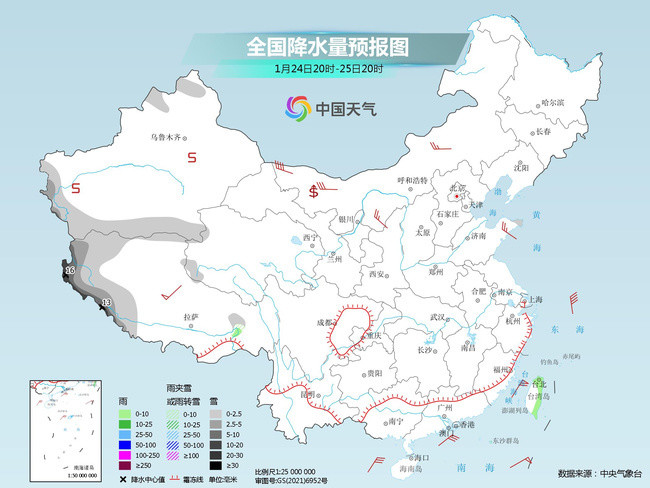 全国降水量预报图
1月24日20时-25日20时
中国天气
哈尔滨
长春
乌鲁木齐
沈阳
呼和浩特
北京
天津
渤
海
银川
石家庄
太原
济南
黄
海
西宁
兰州
西安
郑州
16
13
合肥
南京
上海
拉萨
成都
重庆
武汉
杭州
东 海
南昌
长沙
钓鱼岛
赤尾屿
贵阳
福州
台北
台湾岛
台
湾
海
峡
昆明
澎湖列岛
广州
南宁
香港
澳门
东沙群岛
海口
海南岛
南 海
南海诸岛
1:50 000 000
雨
0-10
10-25
25-50
50-100
100-250
≥250
雨夹雪
或雨转雪
0-10
10-25
25-50
50-100
≥100
雪
0-2.5
2.5-5
5-10
10-20
20-30
≥30
降水中心值
霜冻线
单位:毫米
比例尺1:25 000 000
审图号:GS(2021)6952号
数据来源：中央气象台